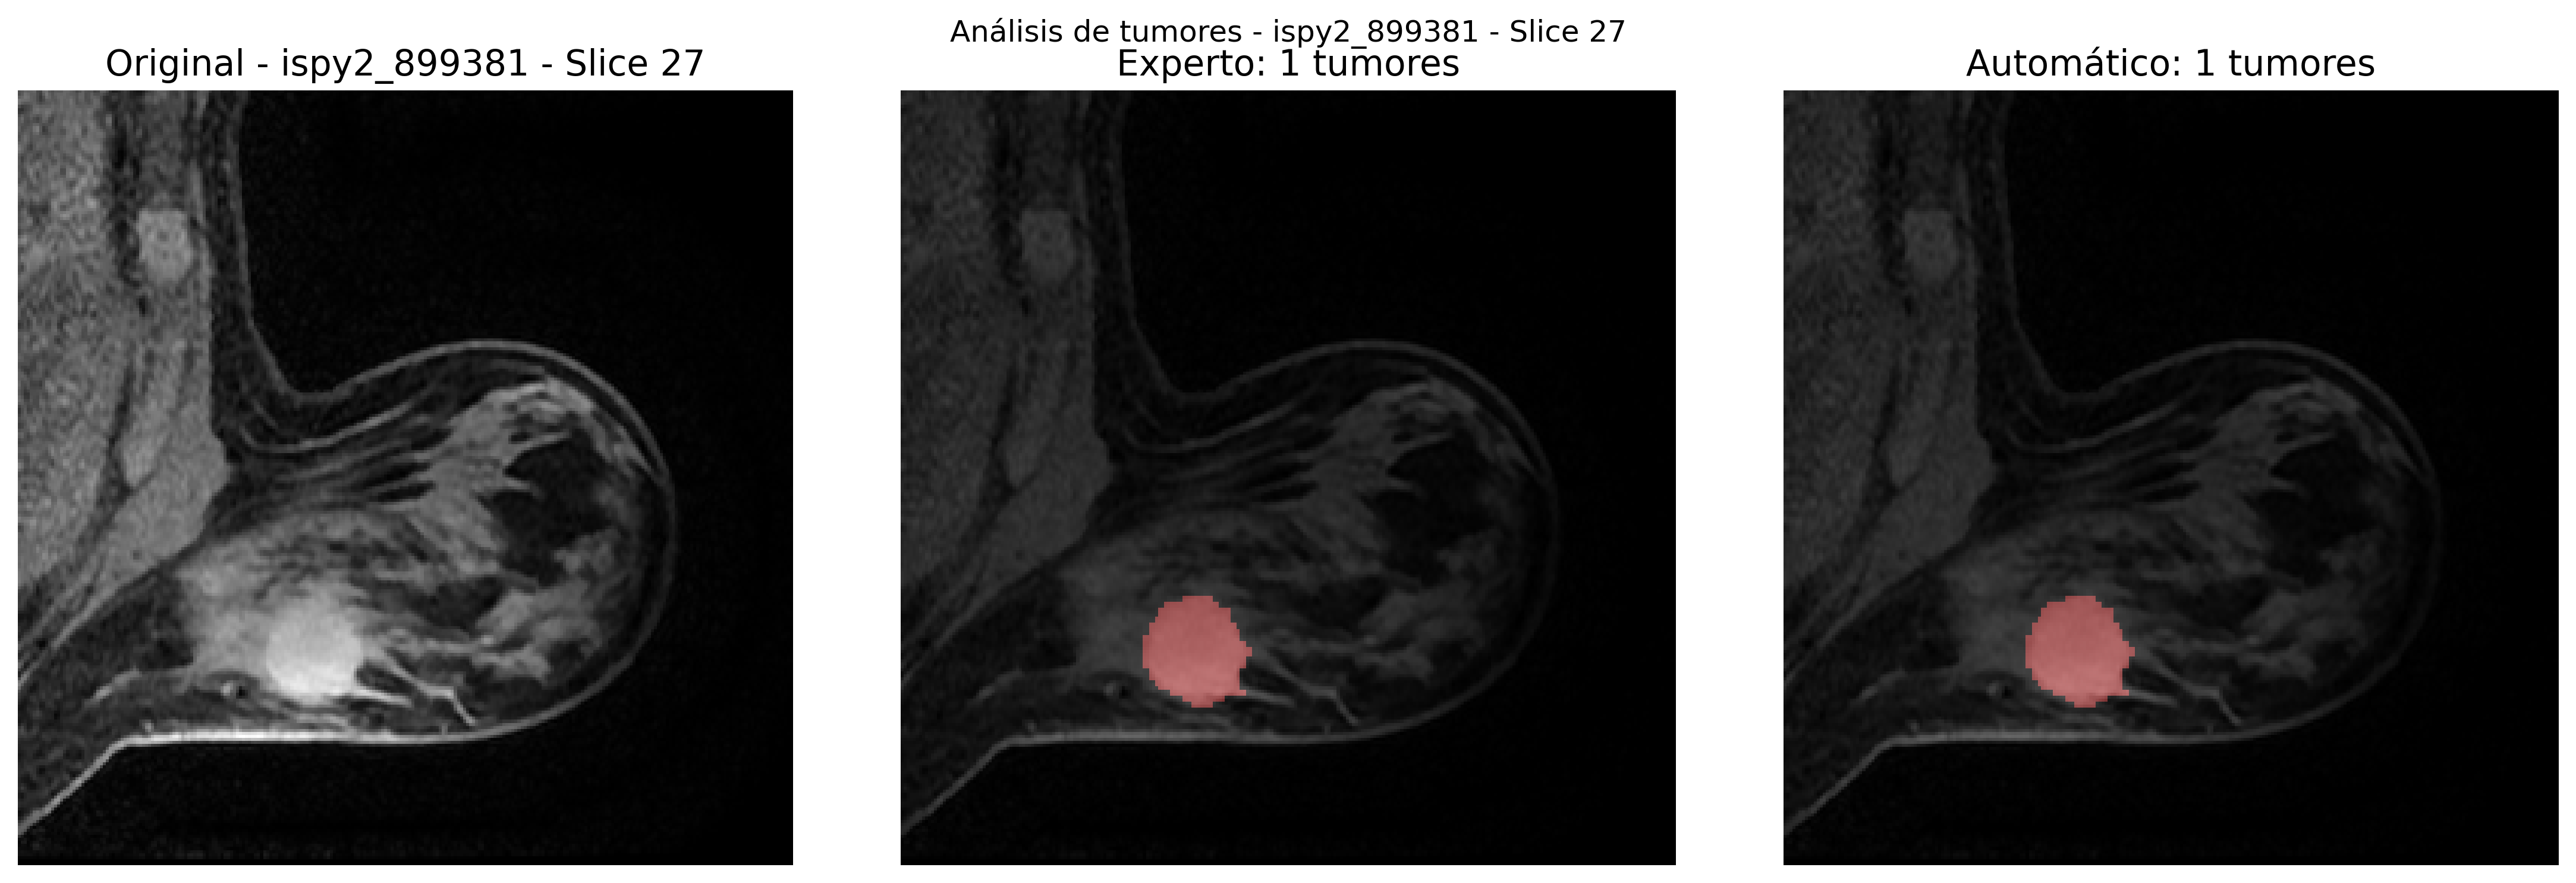 Análisis de tumores - ispy2_899381 - Slice 27
Original - ispy2_899381 - Slice 27
Experto: 1 tumores
Automático: 1 tumores